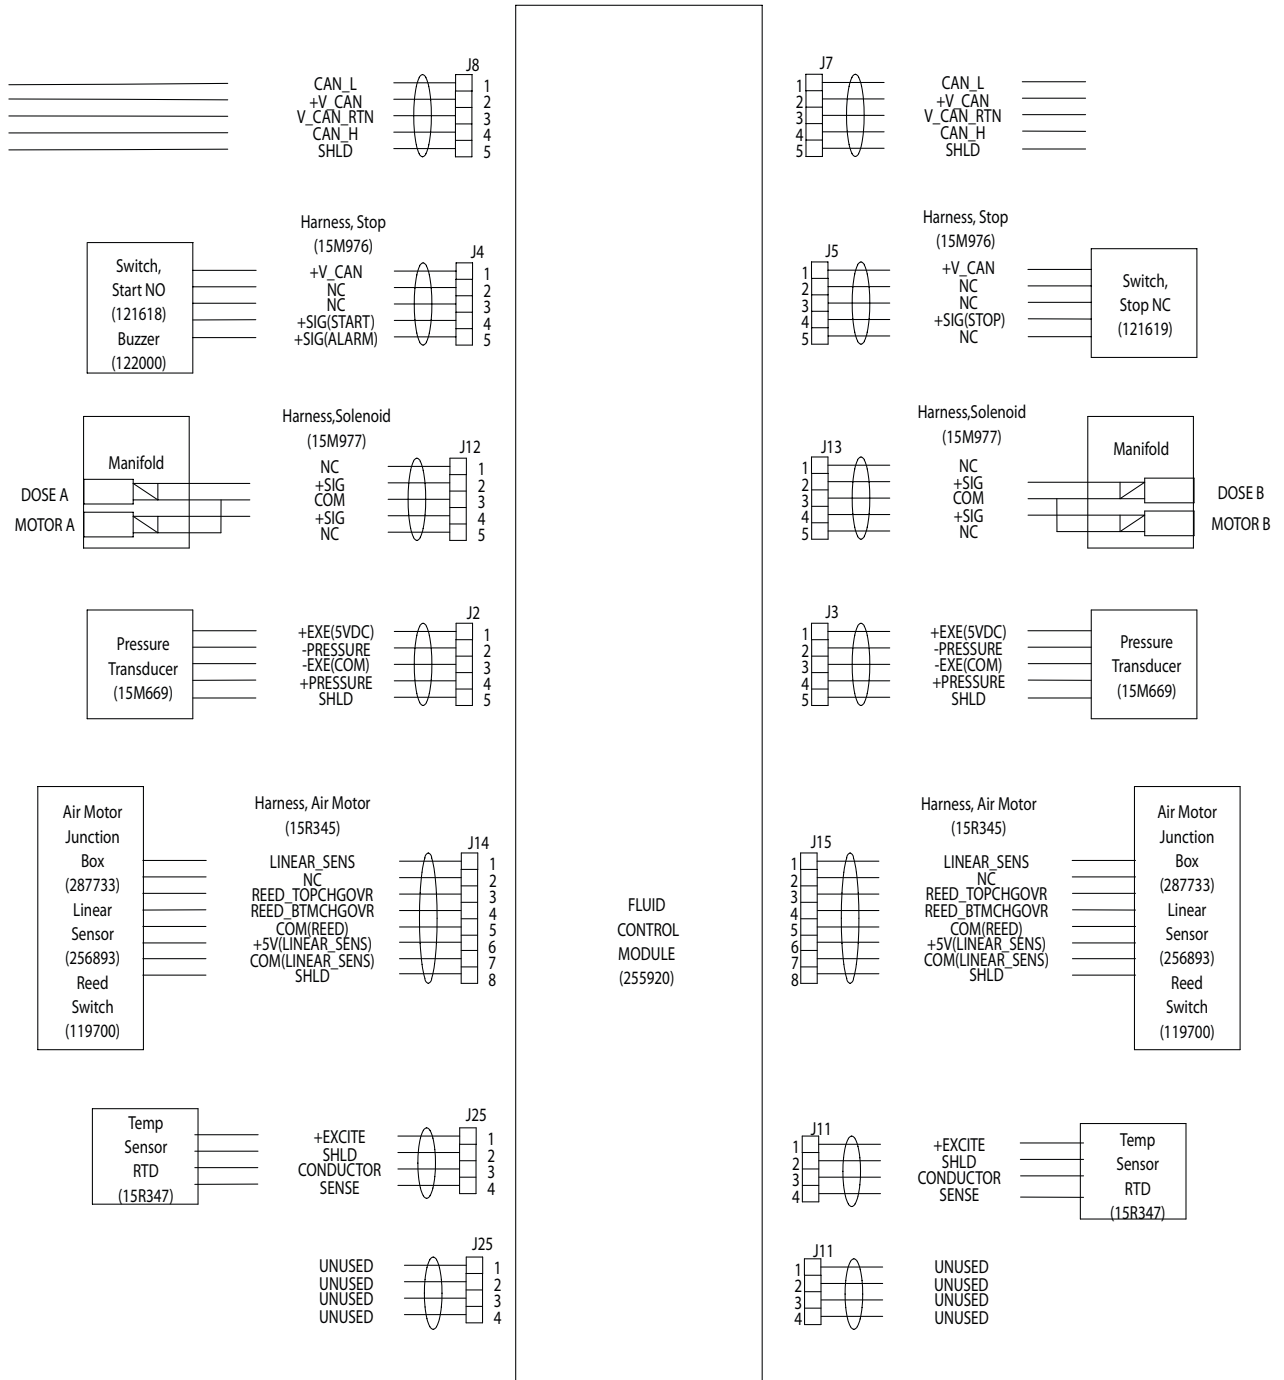 J8
CAN_L 1
+V_CAN 2
V_CAN_RTN 3
CAN_H 4
SHLD 5
Harness, Stop
(15M976)
J4
Switch,
Start NO
(121618)
Buzzer
(122000)
+V_CAN 1
NC 2
NC 3
+SIG(START) 4
+SIG(ALARM) 5
Harness,Solenoid
(15M977)
J12
Manifold
DOSE A
MOTOR A
NC 1
+SIG 2
COM 3
+SIG 4
NC 5
J2
Pressure
Transducer
(15M669)
+EXE(5VDC) 1
-PRESSURE 2
-EXE(COM) 3
+PRESSURE 4
SHLD 5
Harness, Air Motor
(15R345)
J14
Air Motor
Junction
Box
(287733)
Linear
Sensor
(256893)
Reed
Switch
(119700)
LINEAR_SENS 1
NC 2
REED_TOPCHGOVR 3
REED_BTMCHGOVR 4
COM(REED) 5
+5V(LINEAR_SENS) 6
COM(LINEAR_SENS) 7
SHLD 8
J25
Temp
Sensor
RTD
(15R347)
+EXCITE 1
SHLD 2
CONDUCTOR 3
SENSE 4
J25
UNUSED 1
UNUSED 2
UNUSED 3
UNUSED 4
FLUID
CONTROL
MODULE
(255920)
J7
1 CAN_L
2 +V_CAN
3 V_CAN_RTN
4 CAN_H
5 SHLD
Harness, Stop
(15M976)
J5
1 +V_CAN
2 NC
3 NC
4 +SIG(STOP)
5 NC
Switch,
Stop NC
(121619)
Harness,Solenoid
(15M977)
J13
1 NC
2 +SIG
3 COM
4 +SIG
5 NC
Manifold
DOSE B
MOTOR B
J3
1 +EXE(5VDC)
2 -PRESSURE
3 -EXE(COM)
4 +PRESSURE
5 SHLD
Pressure
Transducer
(15M669)
Harness, Air Motor
(15R345)
J15
1 LINEAR_SENS
2 NC
3 REED_TOPCHGOVR
4 REED_BTMCHGOVR
5 COM(REED)
6 +5V(LINEAR_SENS)
7 COM(LINEAR_SENS)
8 SHLD
Air Motor
Junction
Box
(287733)
Linear
Sensor
(256893)
Reed
Switch
(119700)
J11
1 +EXCITE
2 SHLD
3 CONDUCTOR
4 SENSE
Temp
Sensor
RTD
(15R347)
J11
1 UNUSED
2 UNUSED
3 UNUSED
4 UNUSED